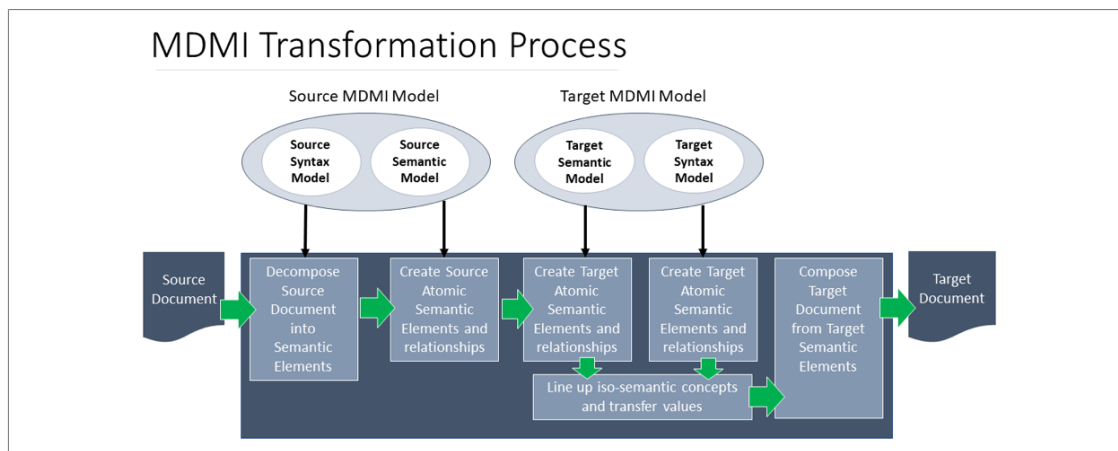 MDMI Transformation Process
Source MDMI Model
Target MDMI Model
Source
Syntax
Model
Source
Semantic
Model
Target
Semantic
Model
Target
Syntax
Model
Source
Document
Decompose
Source
Document
into
Semantic
Elements
Create Source
Atomic
Semantic
Elements and
relationships
Create Target
Atomic
Semantic
Elements and
relationships
Create Target
Atomic
Semantic
Elements and
relationships
Line up iso-semantic concepts
and transfer values
Compose
Target
Document
from Target
Semantic
Elements
Target
Document